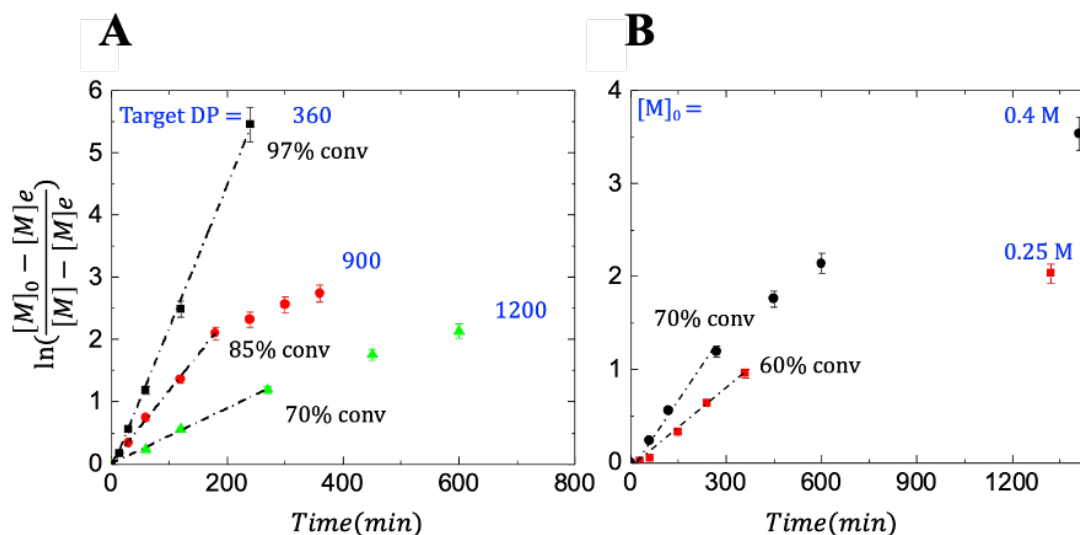 A
6
5
4
3
2
1
0
ln([M]₀ − [M]e / [M] − [M]e)
Target DP = 360
97% conv
900
85% conv
1200
70% conv
0 200 400 600 800
Time(min)
B
4
3
2
1
0
[M]₀ = 0.4 M
0.25 M
70% conv
60% conv
0 300 600 900 1200
Time(min)